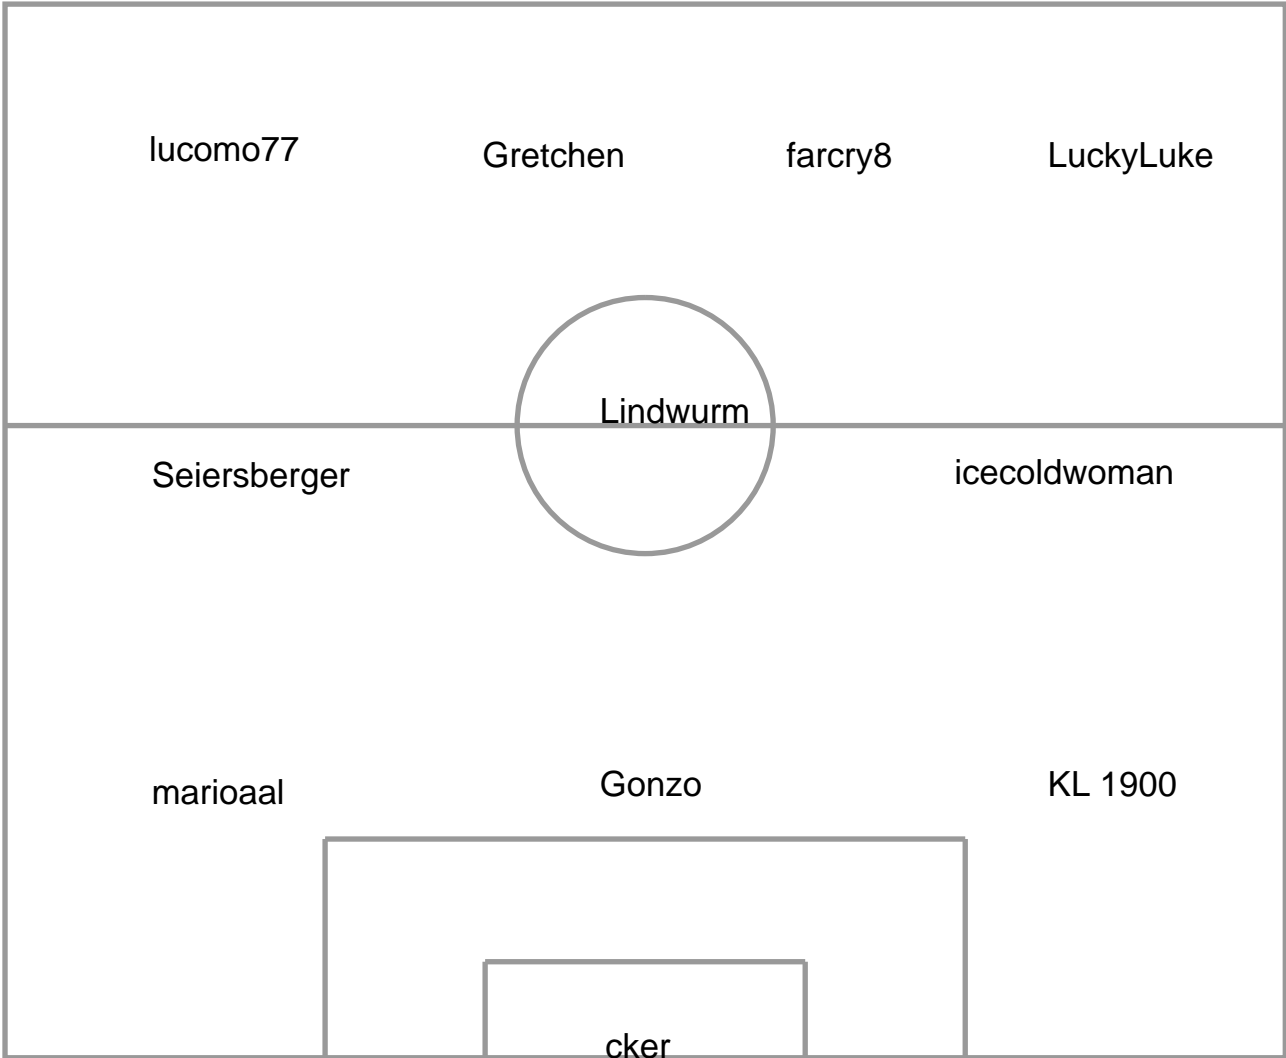 lucomo77 Gretchen farcry8 LuckyLuke
Lindwurm
Seiersberger icecoldwoman
marioaal Gonzo KL 1900
cker